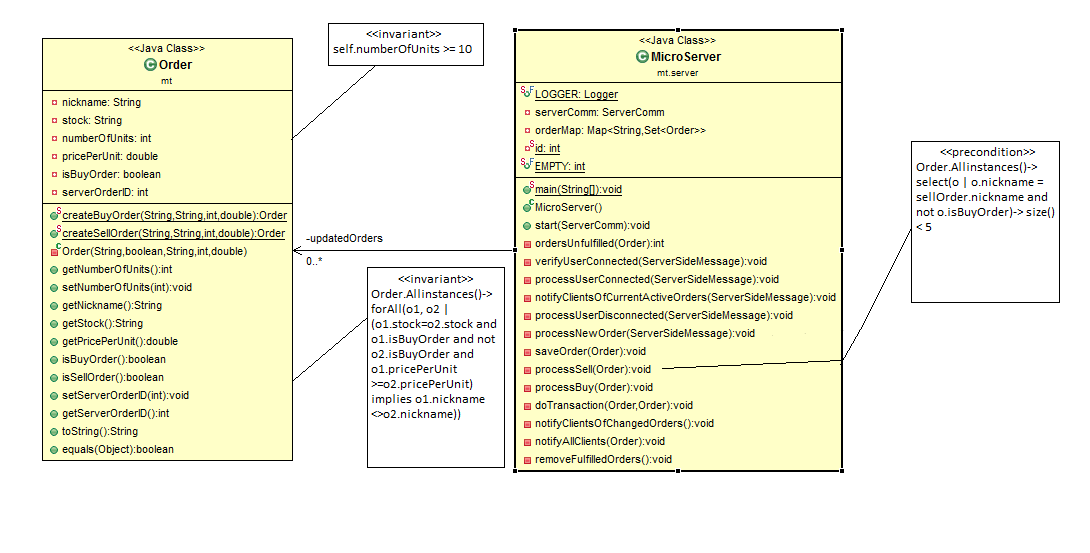 <<Java Class>>
Order
mt
nickname: String
stock: String
numberOfUnits: int
pricePerUnit: double
isBuyOrder: boolean
serverOrderID: int
createBuyOrder(String,String,int,double):Order
createSellOrder(String,String,int,double):Order
Order(String,boolean,String,int,double)
getNumberOfUnits():int
setNumberOfUnits(int):void
getNickname():String
getStock():String
getPricePerUnit():double
isBuyOrder():boolean
isSellOrder():boolean
setServerOrderID(int):void
getServerOrderID():int
toString():String
equals(Object):boolean
<<invariant>>
self.numberOfUnits >= 10
-updatedOrders
0..*
<<invariant>>
Order.Allinstances()->
forAll(o1, o2 |
(o1.stock=o2.stock and
o1.isBuyOrder and not
o2.isBuyOrder and
o1.pricePerUnit
>=o2.pricePerUnit)
implies o1.nickname
<>o2.nickname))
<<Java Class>>
MicroServer
mt.server
LOGGER: Logger
serverComm: ServerComm
orderMap: Map<String,Set<Order>>
id: int
EMPTY: int
main(String[]):void
MicroServer()
start(ServerComm):void
ordersUnfulfilled(Order):int
verifyUserConnected(ServerSideMessage):void
processUserConnected(ServerSideMessage):void
notifyClientsOfCurrentActiveOrders(ServerSideMessage):void
processUserDisconnected(ServerSideMessage):void
processNewOrder(ServerSideMessage):void
saveOrder(Order):void
processSell(Order):void
processBuy(Order):void
doTransaction(Order,Order):void
notifyClientsOfChangedOrders():void
notifyAllClients(Order):void
removeFulfilledOrders():void
<<precondition>>
Order.Allinstances()->
select(o | o.nickname =
sellOrder.nickname and
not o.isBuyOrder)-> size()
< 5